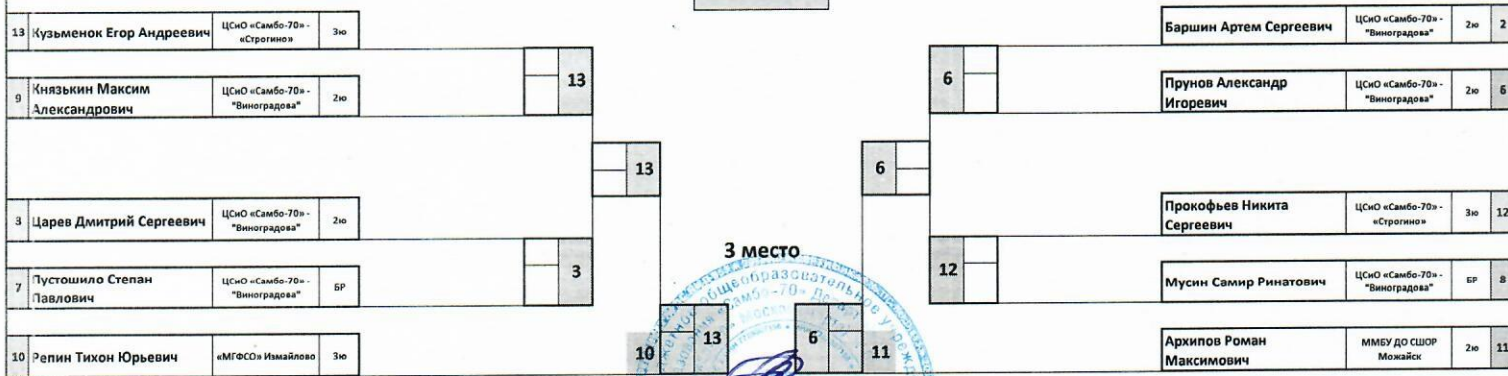 13 Кузьменок Егор Андреевич ЦСиО «Самбо-70» - «Строгино» 3ю
9 Князькин Максим Александрович ЦСиО «Самбо-70» - "Виноградова" 2ю
13
13
3 Царев Дмитрий Сергеевич ЦСиО «Самбо-70» - "Виноградова" 2ю
7 Пустошило Степан Павлович ЦСиО «Самбо-70» - "Виноградова" БР
3
10 Репин Тихон Юрьевич «МГФСО» Измайлово 3ю
3 место
10 13 6 11
Баршин Артем Сергеевич ЦСиО «Самбо-70» - "Виноградова" 2ю 2
Прунов Александр Игоревич ЦСиО «Самбо-70» - "Виноградова" 2ю 6
6
6
Прокофьев Никита Сергеевич ЦСиО «Самбо-70» - «Строгино» 3ю 12
Мусин Самир Ринатович ЦСиО «Самбо-70» - "Виноградова" БР 8
12
Архипов Роман Максимович ММБУ ДО СШОР Можайск 2ю 11
общеобразовательное
«Самбо-70»